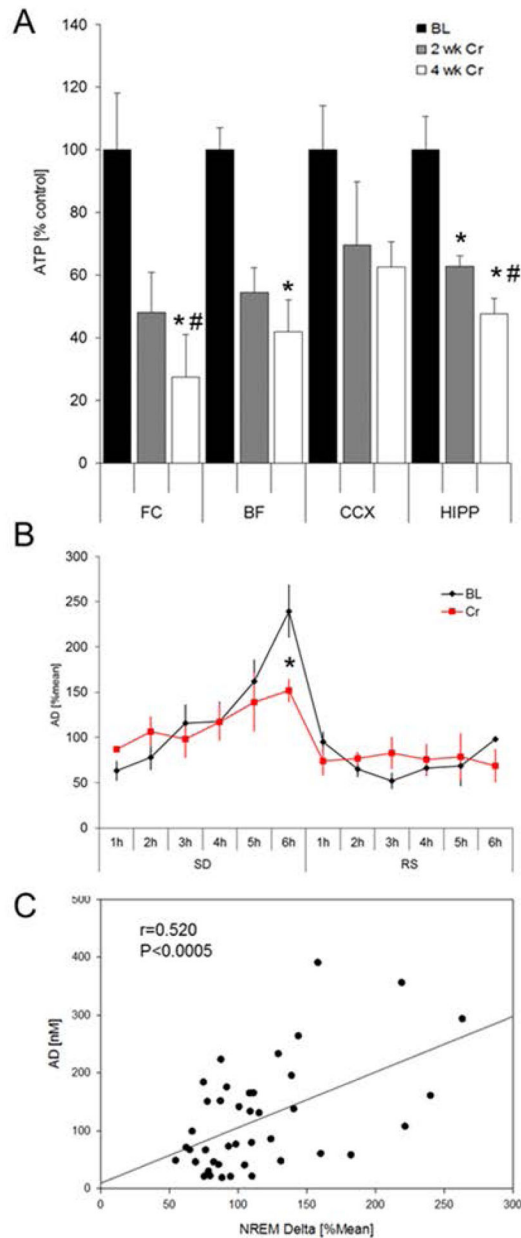 A
140
BL
2 wk Cr
4 wk Cr
120
100
80
60
40
20
0
ATP [% control]
*#
*
*
*#
FC BF CCX HIPP
B
300
250
200
150
100
50
0
AD [%mean]
BL
Cr
*
1h 2h 3h 4h 5h 6h 1h 2h 3h 4h 5h 6h
SD RS
C
500
400
300
200
100
0
AD [nM]
r=0.520
P<0.0005
0 50 100 150 200 250 300
NREM Delta [%Mean]